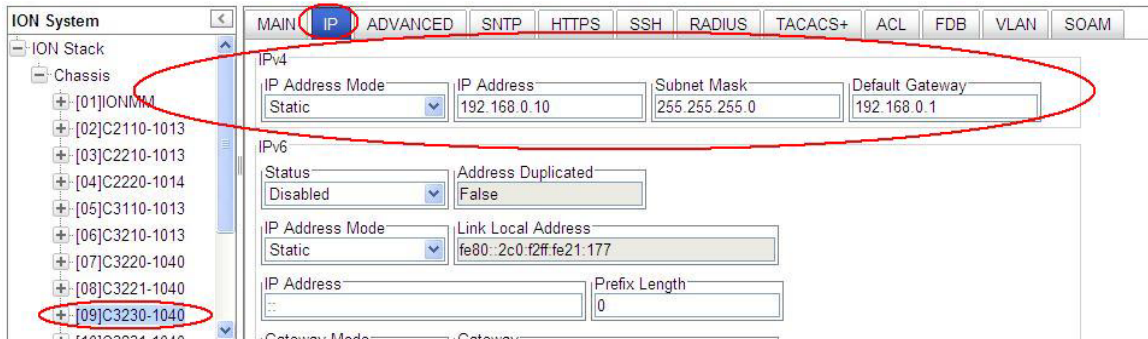 ION System
ION Stack
Chassis
[01]IONMM
[02]C2110-1013
[03]C2210-1013
[04]C2220-1014
[05]C3110-1013
[06]C3210-1013
[07]C3220-1040
[08]C3221-1040
[09]C3230-1040
MAIN IP ADVANCED SNTP HTTPS SSH RADIUS TACACS+ ACL FDB VLAN SOAM
IPv4
IP Address Mode IP Address Subnet Mask Default Gateway
Static 192.168.0.10 255.255.255.0 192.168.0.1
IPv6
Status Address Duplicated
Disabled False
IP Address Mode Link Local Address
Static fe80::2c0:f2ff:fe21:177
IP Address Prefix Length
:: 0
Gateway Mode Gateway